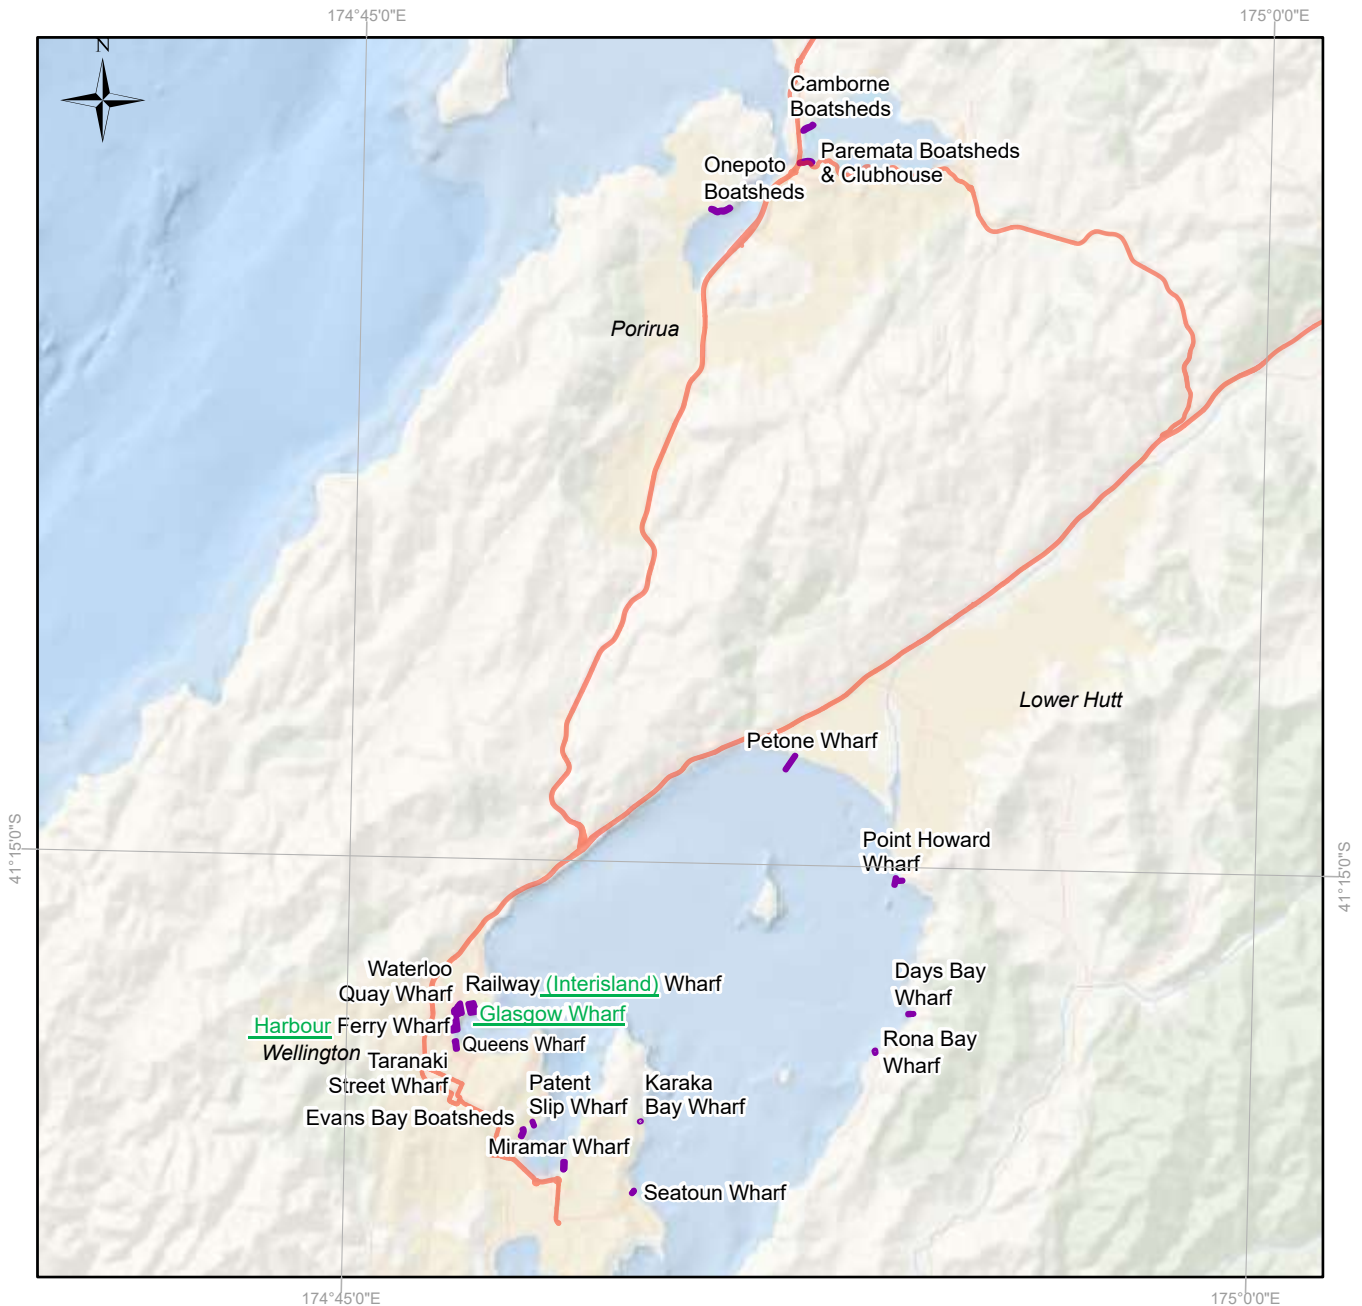 174°45'0"E
175°0'0"E
N
Camborne
Boatsheds
Paremata Boatsheds
& Clubhouse
Onepoto
Boatsheds
Porirua
Lower Hutt
Petone Wharf
41°15'0"S
41°15'0"S
Point Howard
Wharf
Waterloo
Quay Wharf
Railway (Interisland) Wharf
Glasgow Wharf
Harbour Ferry Wharf
Queens Wharf
Wellington
Taranaki
Street Wharf
Days Bay
Wharf
Rona Bay
Wharf
Patent
Slip Wharf
Karaka
Bay Wharf
Evans Bay Boatsheds
Miramar Wharf
Seatoun Wharf
174°45'0"E
175°0'0"E